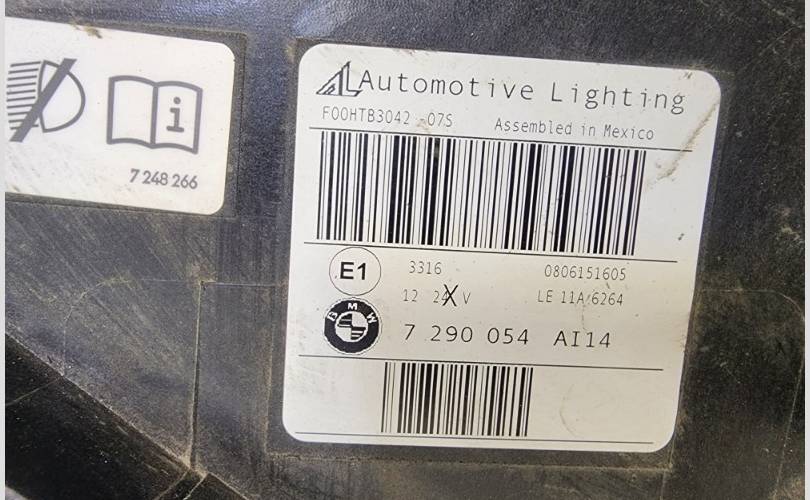 7 248 266
AL Automotive Lighting
F00HTB3042 -07S Assembled in Mexico
E1 3316 0806151605
12 24 V LE 11A/6264
BMW 7 290 054 AI14